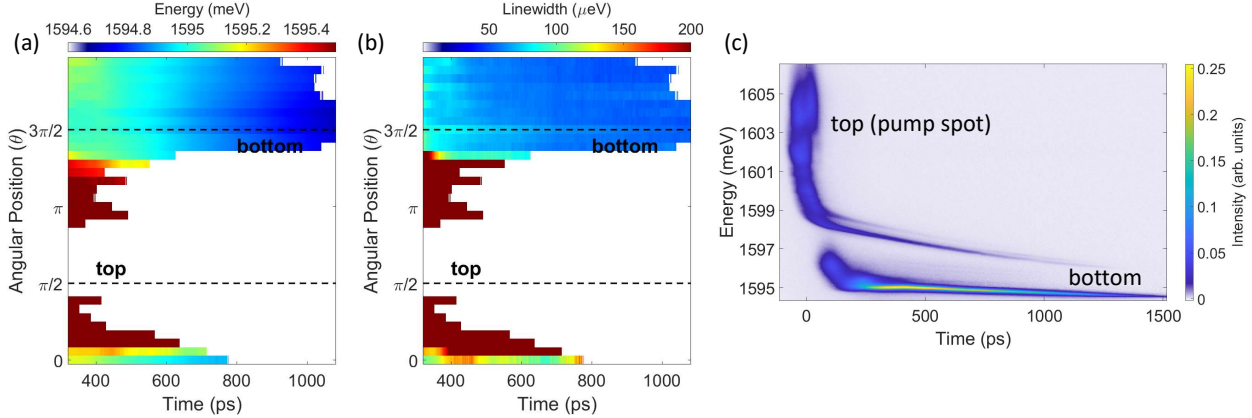 (a)
Energy (meV)
1594.6 1594.8 1595 1595.2 1595.4
Angular Position (θ)
3π/2
π
π/2
0
bottom
top
400 600 800 1000
Time (ps)
(b)
Linewidth (μeV)
50 100 150 200
Angular Position (θ)
3π/2
π
π/2
0
bottom
top
400 600 800 1000
Time (ps)
(c)
Energy (meV)
1605
1603
1601
1599
1597
1595
top (pump spot)
bottom
0 500 1000 1500
Time (ps)
0.25
0.2
0.15
0.1
0.05
0
Intensity (arb. units)